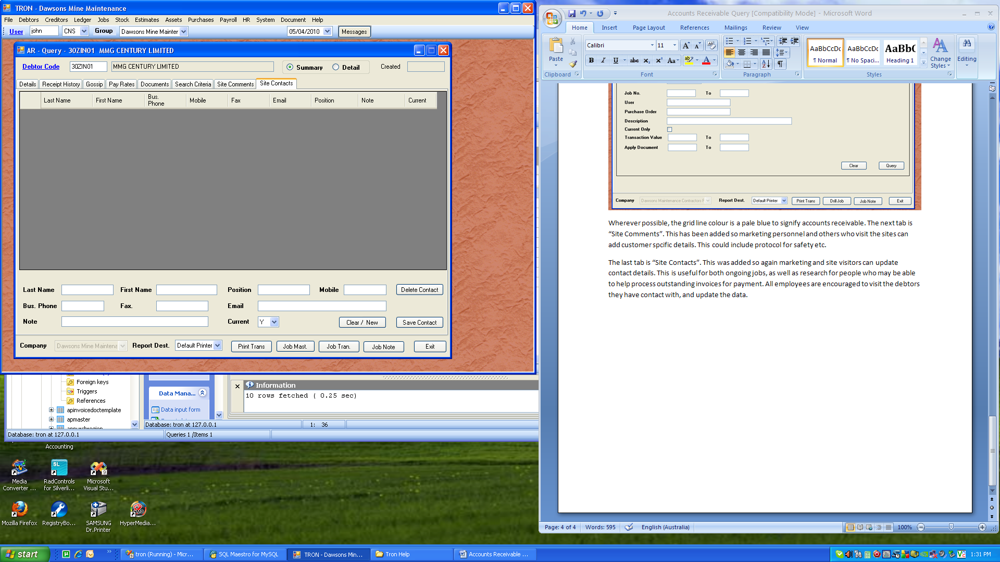 TRON - Dawsons Mine Maintenance
File Debtors Creditors Ledger Jobs Stock Estimates Assets Purchases Payroll HR System Document Help
User john CNS Group Dawsons Mine Mainter 05/04/2010 Messages
AR - Query - 30ZIN01 MMG CENTURY LIMITED
Debtor Code 30ZIN01 MMG CENTURY LIMITED Summary Detail Created
Details Receipt History Gossip Pay Rates Documents Search Criteria Site Comments Site Contacts
Last Name First Name Bus. Phone Mobile Fax Email Position Note Current
Last Name First Name Position Mobile Delete Contact
Bus. Phone Fax. Email
Note Current Y Clear / New Save Contact
Company Dawsons Mine Maintena Report Dest. Default Printer Print Trans Job Mast. Job Tran. Job Note Exit
Foreign keys
Triggers
References
apinvoicedoctemplate
apmaster
Data Mana...
Data input form
Information
10 rows fetched ( 0.25 sec)
Database: tron at 127.0.0.1 1: 36
Database: tron at 127.0.0.1 Queries 1 /Items 1
Accounting
Media Converter ...
RadControls for Silverli...
Microsoft Visual Stu...
Mozilla Firefox
RegistryBo...
SAMSUNG Dr.Printer
HyperMedia...
Accounts Receivable Query [Compatibility Mode] - Microsoft Word
Home Insert Page Layout References Mailings Review View
Paste Calibri 11 AaBbCcDc AaBbCcDc AaBbC Change Styles Editing
¶ Normal ¶ No Spaci... Heading 1
Clipboard Font Paragraph Styles
Job No. To
User
Purchase Order
Description
Current Only
Transaction Value To
Apply Document To
Clear Query
Company Dawsons Maintenance Contractors F Report Dest. Default Printer Print Trans Drill Job Job Note Exit
Wherever possible, the grid line colour is a pale blue to signify accounts receivable. The next tab is
“Site Comments”. This has been added so marketing personnel and others who visit the sites can
add customer spcific details. This could include protocol for safety etc.
The last tab is “Site Contacts”. This was added so again marketing and site visitors can update
contact details. This is useful for both ongoing jobs, as well as research for people who may be able
to help process outstanding invoices for payment. All employees are encouraged to visit the debtors
they have contact with, and update the data.
Page: 4 of 4 Words: 595 English (Australia) 100%
start tron (Running) - Micr... SQL Maestro for MySQL TRON - Dawsons Min... Tron Help Accounts Receivable ... 1:31 PM